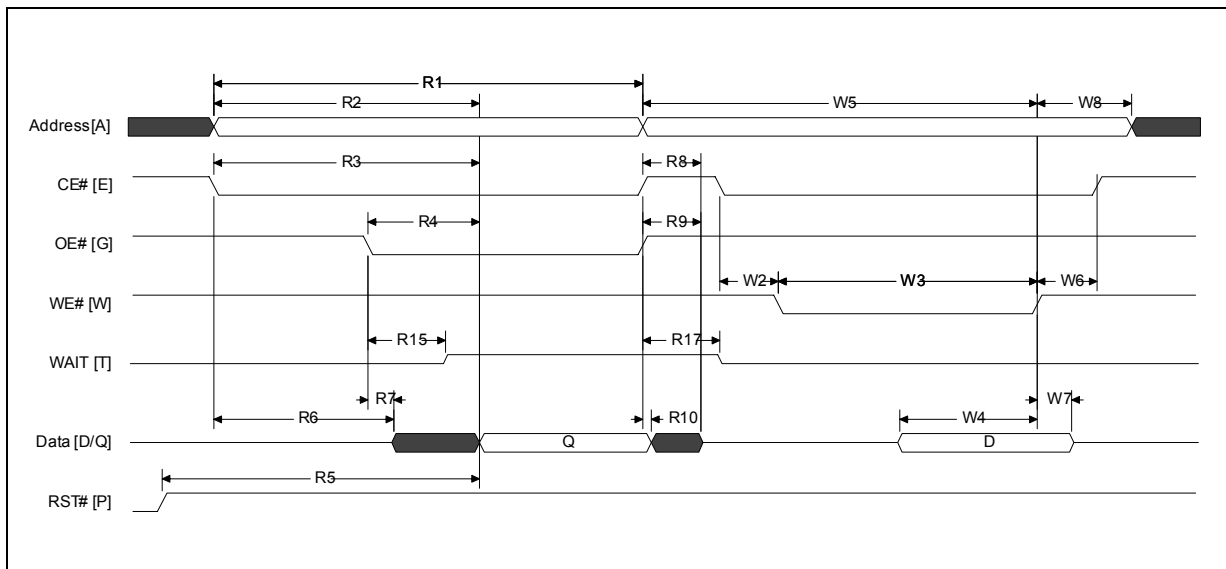 R1
R2
W5
W8
Address [A]
R3
R8
CE# [E]
R4
R9
OE# [G]
W2
W3
W6
WE# [W]
R15
R17
WAIT [T]
R7
R6
R10
W4
W7
Data [D/Q]
Q
D
R5
RST# [P]